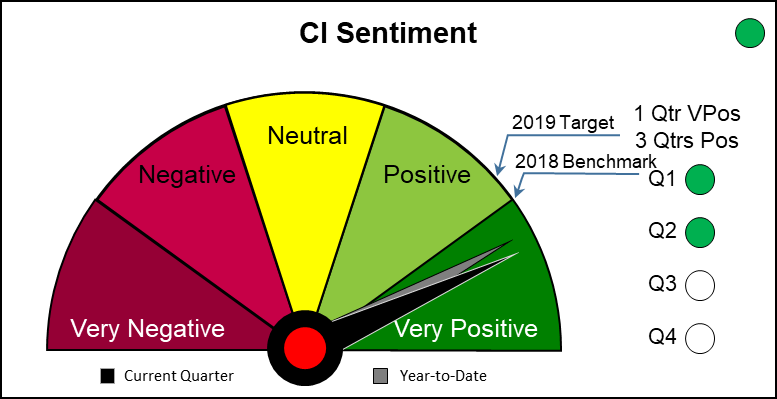 CI Sentiment
Neutral
Negative
Positive
Very Negative
Very Positive
2019 Target
1 Qtr VPos
3 Qtrs Pos
2018 Benchmark
Q1
Q2
Q3
Q4
Current Quarter
Year-to-Date